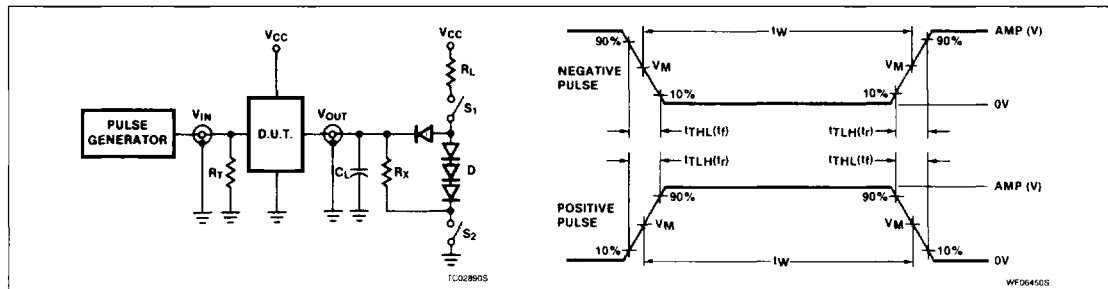 VCC
VCC
RL
S1
PULSE
GENERATOR
VIN
D.U.T.
VOUT
RT
CL
RX
D
S2
TC02890S
90%
tW
90%
AMP (V)
NEGATIVE
PULSE
VM
VM
10%
10%
0V
tTHL(tf)
tTLH(tr)
tTLH(tr)
tTHL(tf)
AMP (V)
90%
90%
POSITIVE
PULSE
VM
VM
10%
10%
tW
0V
WF06450S